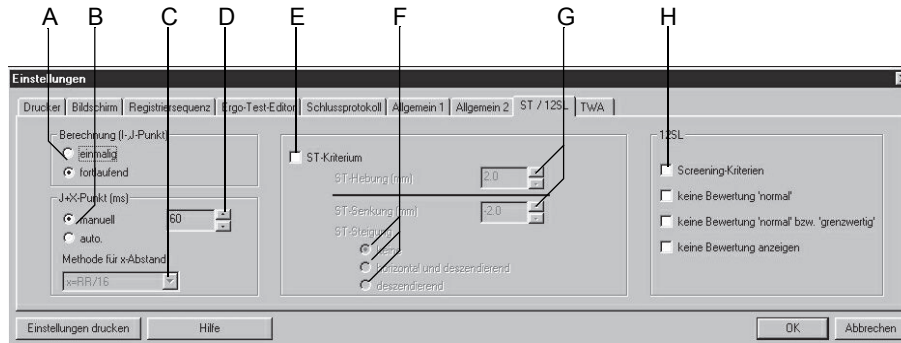 A B C D E F G H
Einstellungen
Drucker Bildschirm Registriersequenz Ergo-Test-Editor Schlussprotokoll Allgemein 1 Allgemein 2 ST / 12SL TWA
Berechnung (I-,J-Punkt)
einmalig
fortlaufend
J+X-Punkt (ms)
manuell 60
auto.
Methode für x-Abstand
x=RR/16
ST-Kriterium
ST-Hebung (mm) 2.0
ST-Senkung (mm) -2.0
ST-Steigung
keine
horizontal und deszendierend
deszendierend
12SL
Screening-Kriterien
keine Bewertung 'normal'
keine Bewertung 'normal' bzw. 'grenzwertig'
keine Bewertung anzeigen
Einstellungen drucken Hilfe OK Abbrechen